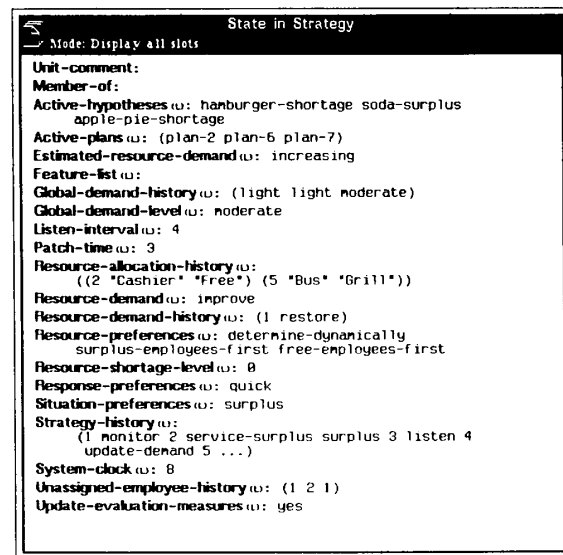 State in Strategy
Mode: Display all slots
Unit-comment:
Member-of:
Active-hypotheses (U): hamburger-shortage soda-surplus
apple-pie-shortage
Active-plans (U): (plan-2 plan-6 plan-7)
Estimated-resource-demand (U): increasing
Feature-list (U):
Global-demand-history (U): (light light moderate)
Global-demand-level (U): moderate
Listen-interval (U): 4
Patch-time (U): 3
Resource-allocation-history (U):
((2 "Cashier" "Free") (5 "Bus" "Grill"))
Resource-demand (U): improve
Resource-demand-history (U): (1 restore)
Resource-preferences (U): determine-dynamically
surplus-employees-first free-employees-first
Resource-shortage-level (U): 0
Response-preferences (U): quick
Situation-preferences (U): surplus
Strategy-history (U):
(1 monitor 2 service-surplus surplus 3 listen 4
update-demand 5 ...)
System-clock (U): 8
Unassigned-employee-history (U): (1 2 1)
Update-evaluation-measures (U): yes